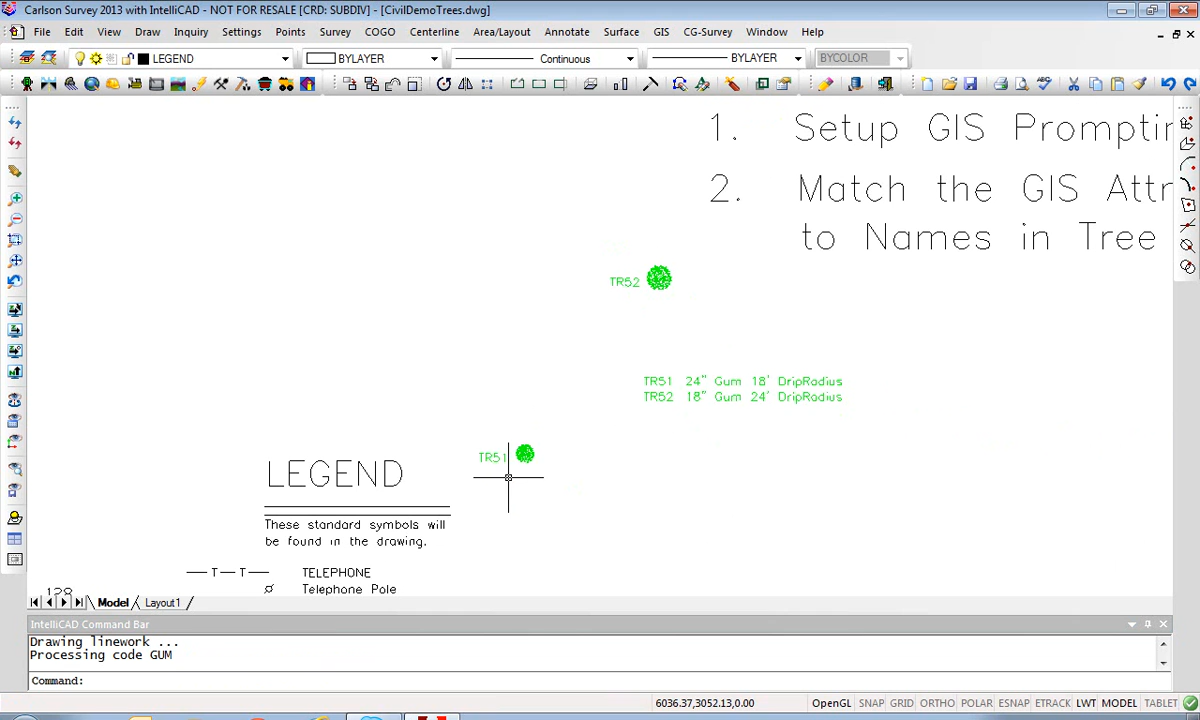 Carlson Survey 2013 with IntelliCAD - NOT FOR RESALE [CRD: SUBDIV] - [CivilDemoTrees.dwg]
File Edit View Draw Inquiry Settings Points Survey COGO Centerline Area/Layout Annotate Surface GIS CG-Survey Window Help
LEGEND BYLAYER Continuous BYLAYER BYCOLOR
1. Setup GIS Promptin
2. Match the GIS Attr
to Names in Tree
TR52
TR51 24" Gum 18' DripRadius
TR52 18" Gum 24' DripRadius
TR51
LEGEND
These standard symbols will
be found in the drawing.
T T TELEPHONE
Telephone Pole
128
Model Layout1
IntelliCAD Command Bar
Drawing linework ...
Processing code GUM
Command:
6036.37,3052.13,0.00 OpenGL SNAP GRID ORTHO POLAR ESNAP ETRACK LWT MODEL TABLET